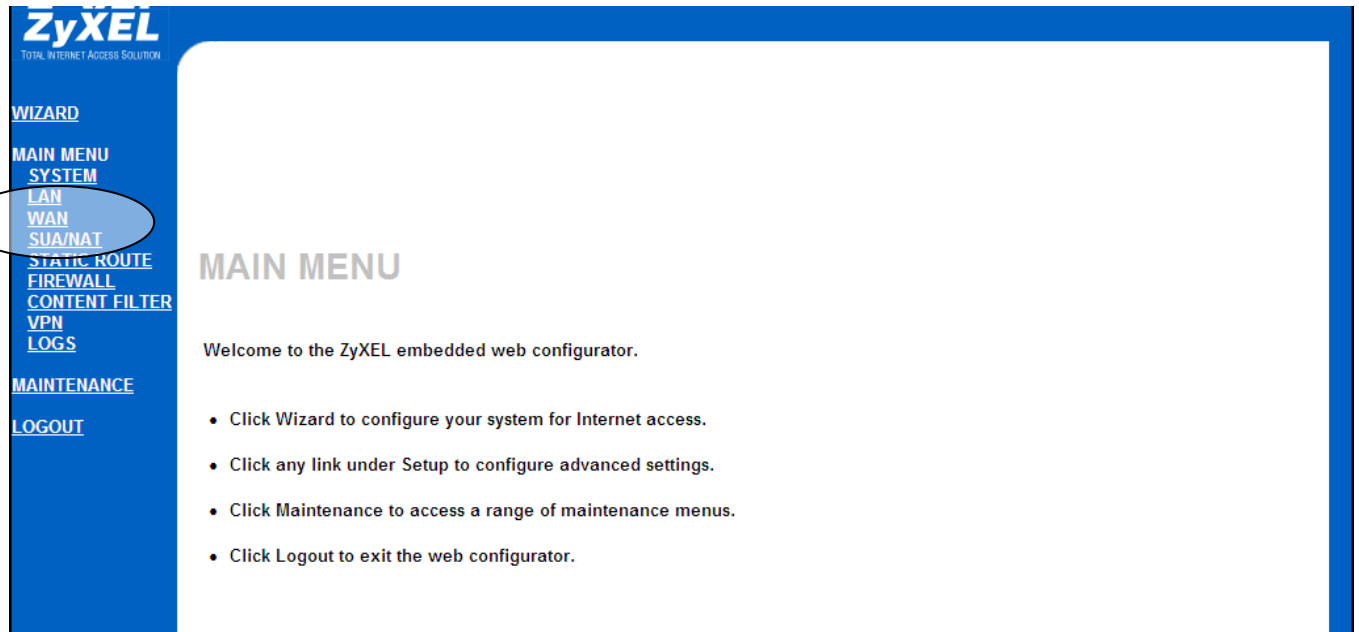 ZyXEL
TOTAL INTERNET ACCESS SOLUTION
WIZARD
MAIN MENU
SYSTEM
LAN
WAN
SUA/NAT
STATIC ROUTE
FIREWALL
CONTENT FILTER
VPN
LOGS
MAINTENANCE
LOGOUT
MAIN MENU
Welcome to the ZyXEL embedded web configurator.
• Click Wizard to configure your system for Internet access.
• Click any link under Setup to configure advanced settings.
• Click Maintenance to access a range of maintenance menus.
• Click Logout to exit the web configurator.